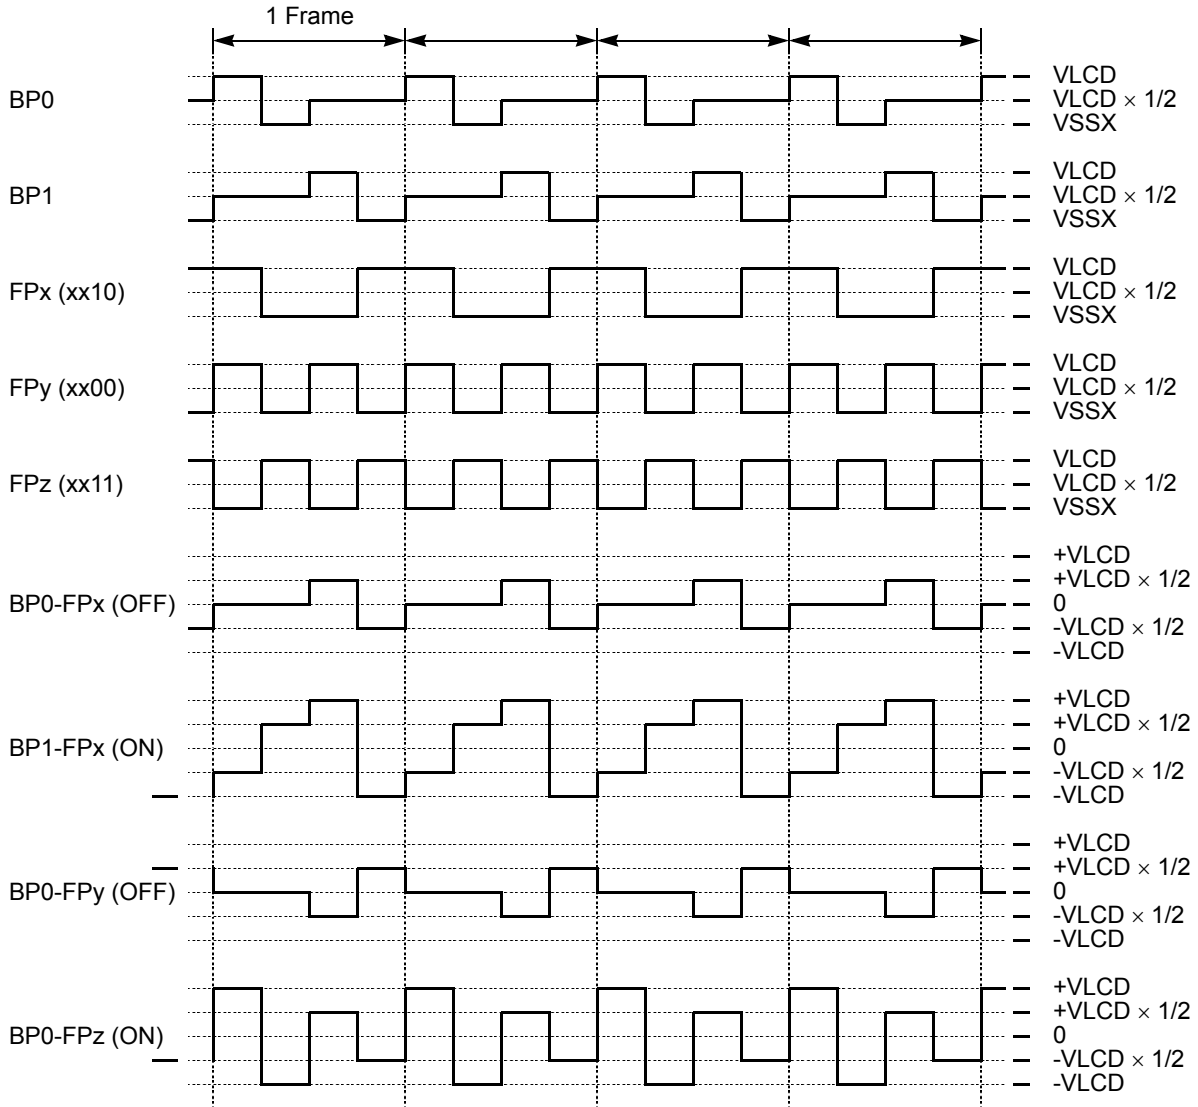 1 Frame
BP0
VLCD
VLCD × 1/2
VSSX
BP1
VLCD
VLCD × 1/2
VSSX
FPx (xx10)
VLCD
VLCD × 1/2
VSSX
FPy (xx00)
VLCD
VLCD × 1/2
VSSX
FPz (xx11)
VLCD
VLCD × 1/2
VSSX
BP0-FPx (OFF)
+VLCD
+VLCD × 1/2
0
-VLCD × 1/2
-VLCD
BP1-FPx (ON)
+VLCD
+VLCD × 1/2
0
-VLCD × 1/2
-VLCD
BP0-FPy (OFF)
+VLCD
+VLCD × 1/2
0
-VLCD × 1/2
-VLCD
BP0-FPz (ON)
+VLCD
+VLCD × 1/2
0
-VLCD × 1/2
-VLCD